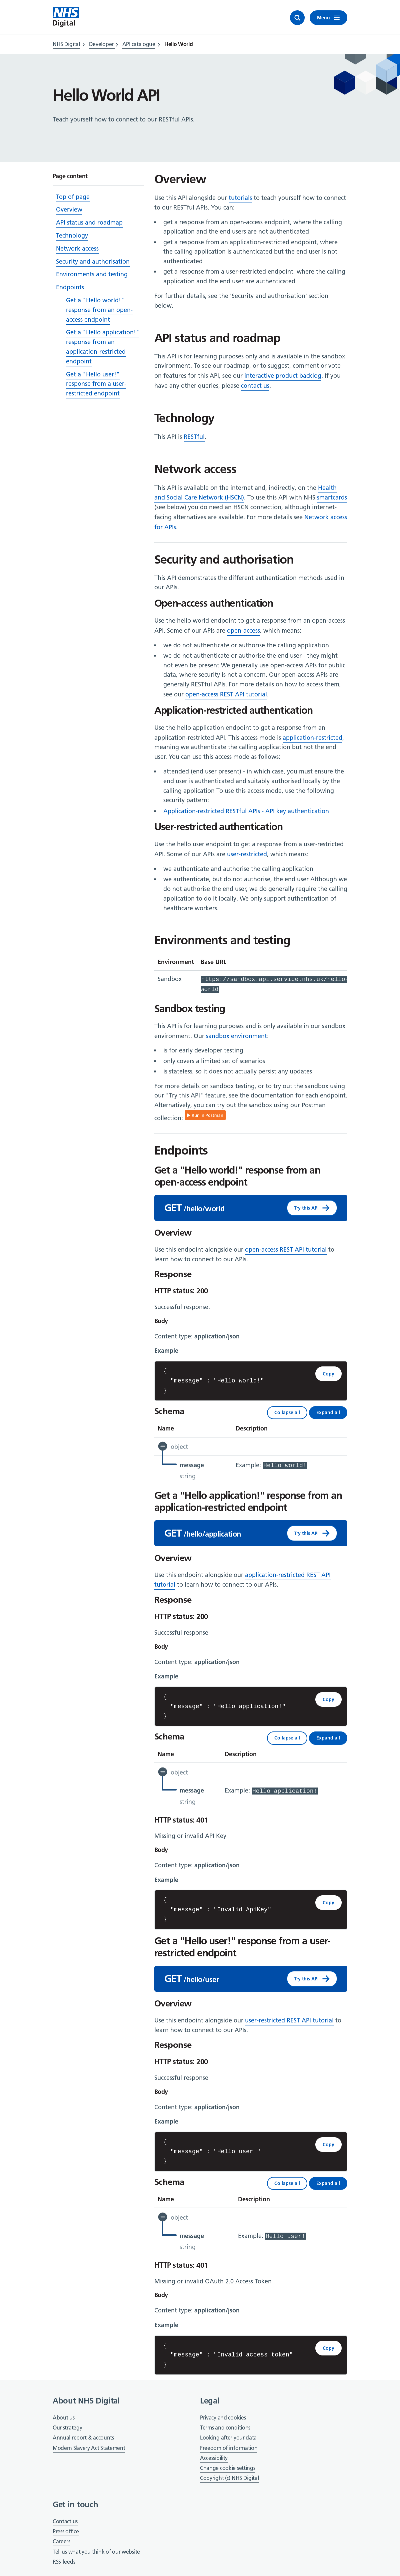 NHS
Digital
Menu
NHS Digital
Developer
API catalogue
Hello World
Hello World API
Teach yourself how to connect to our RESTful APIs.
Page content
Top of page
Overview
API status and roadmap
Technology
Network access
Security and authorisation
Environments and testing
Endpoints
Get a "Hello world!"
response from an open-
access endpoint
Get a "Hello application!"
response from an
application-restricted
endpoint
Get a "Hello user!"
response from a user-
restricted endpoint
Overview
Use this API alongside our tutorials to teach yourself how to connect
to our RESTful APIs. You can:
• get a response from an open-access endpoint, where the calling
application and the end users are not authenticated
• get a response from an application-restricted endpoint, where
the calling application is authenticated but the end user is not
authenticated
• get a response from a user-restricted endpoint, where the calling
application and the end user are authenticated
For further details, see the 'Security and authorisation' section
below.
API status and roadmap
This API is for learning purposes only and is available in the sandbox
environment. To see our roadmap, or to suggest, comment or vote
on features for this API, see our interactive product backlog. If you
have any other queries, please contact us.
Technology
This API is RESTful.
Network access
This API is available on the internet and, indirectly, on the Health
and Social Care Network (HSCN). To use this API with NHS smartcards
(see below) you do need an HSCN connection, although internet-
facing alternatives are available. For more details see Network access
for APIs.
Security and authorisation
This API demonstrates the different authentication methods used in
our APIs.
Open-access authentication
Use the hello world endpoint to get a response from an open-access
API. Some of our APIs are open-access, which means:
• we do not authenticate or authorise the calling application
• we do not authenticate or authorise the end user - they might
not even be present We generally use open-access APIs for public
data, where security is not a concern. Our open-access APIs are
generally RESTful APIs. For more details on how to access them,
see our open-access REST API tutorial.
Application-restricted authentication
Use the hello application endpoint to get a response from an
application-restricted API. This access mode is application-restricted,
meaning we authenticate the calling application but not the end
user. You can use this access mode as follows:
• attended (end user present) - in which case, you must ensure the
end user is authenticated and suitably authorised locally by the
calling application To use this access mode, use the following
security pattern:
• Application-restricted RESTful APIs - API key authentication
User-restricted authentication
Use the hello user endpoint to get a response from a user-restricted
API. Some of our APIs are user-restricted, which means:
• we authenticate and authorise the calling application
• we authenticate, but do not authorise, the end user Although we
do not authorise the end user, we do generally require the calling
application to do it locally. We only support authentication of
healthcare workers.
Environments and testing
Environment Base URL
Sandbox https://sandbox.api.service.nhs.uk/hello-
world
Sandbox testing
This API is for learning purposes and is only available in our sandbox
environment. Our sandbox environment:
• is for early developer testing
• only covers a limited set of scenarios
• is stateless, so it does not actually persist any updates
For more details on sandbox testing, or to try out the sandbox using
our "Try this API" feature, see the documentation for each endpoint.
Alternatively, you can try out the sandbox using our Postman
collection: Run in Postman
Endpoints
Get a "Hello world!" response from an
open-access endpoint
GET /hello/world Try this API
Overview
Use this endpoint alongside our open-access REST API tutorial to
learn how to connect to our APIs.
Response
HTTP status: 200
Successful response.
Body
Content type: application/json
Example
{ Copy
"message" : "Hello world!"
}
Schema Collapse all Expand all
Name Description
object
message Example: Hello world!
string
Get a "Hello application!" response from an
application-restricted endpoint
GET /hello/application Try this API
Overview
Use this endpoint alongside our application-restricted REST API
tutorial to learn how to connect to our APIs.
Response
HTTP status: 200
Successful response
Body
Content type: application/json
Example
{ Copy
"message" : "Hello application!"
}
Schema Collapse all Expand all
Name Description
object
message Example: Hello application!
string
HTTP status: 401
Missing or invalid API Key
Body
Content type: application/json
Example
{ Copy
"message" : "Invalid ApiKey"
}
Get a "Hello user!" response from a user-
restricted endpoint
GET /hello/user Try this API
Overview
Use this endpoint alongside our user-restricted REST API tutorial to
learn how to connect to our APIs.
Response
HTTP status: 200
Successful response
Body
Content type: application/json
Example
{ Copy
"message" : "Hello user!"
}
Schema Collapse all Expand all
Name Description
object
message Example: Hello user!
string
HTTP status: 401
Missing or invalid OAuth 2.0 Access Token
Body
Content type: application/json
Example
{ Copy
"message" : "Invalid access token"
}
About NHS Digital
About us
Our strategy
Annual report & accounts
Modern Slavery Act Statement
Legal
Privacy and cookies
Terms and conditions
Looking after your data
Freedom of information
Accessibility
Change cookie settings
Copyright (c) NHS Digital
Get in touch
Contact us
Press office
Careers
Tell us what you think of our website
RSS feeds